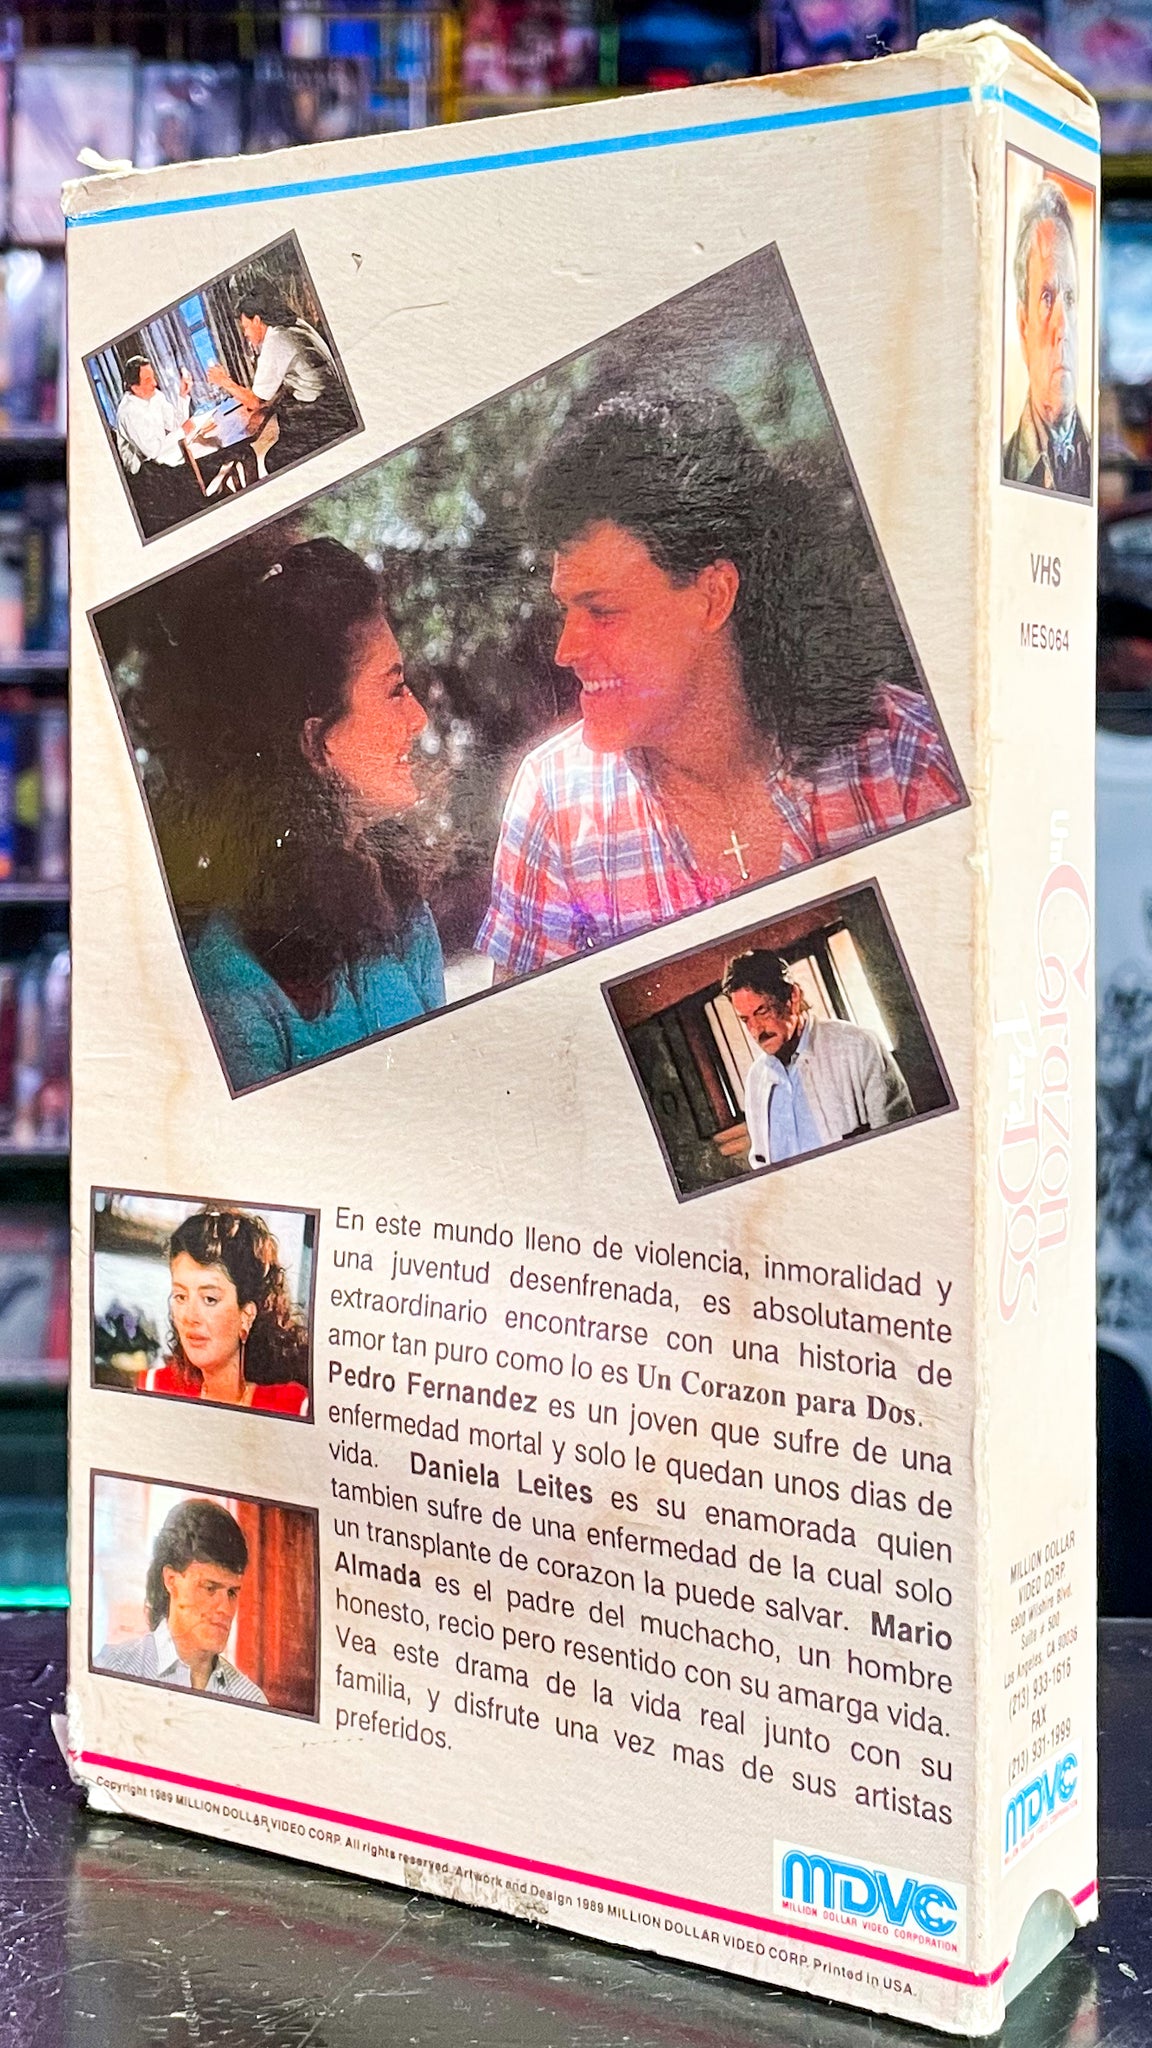 En este mundo lleno de violencia, inmoralidad y
una juventud desenfrenada, es absolutamente
extraordinario encontrarse con una historia de
amor tan puro como lo es Un Corazon para Dos.
Pedro Fernandez es un joven que sufre de una
enfermedad mortal y solo le quedan unos dias de
vida. Daniela Leites es su enamorada quien
tambien sufre de una enfermedad de la cual solo
un transplante de corazon la puede salvar. Mario
Almada es el padre del muchacho, un hombre
honesto, recio pero resentido con su amarga vida.
Vea este drama de la vida real junto con su
familia, y disfrute una vez mas de sus artistas
preferidos.
Copyright 1989 MILLION DOLLAR VIDEO CORP. All rights reserved. Artwork and Design 1989 MILLION DOLLAR VIDEO CORP. Printed in USA.
MDVC
MILLION DOLLAR VIDEO CORPORATION
VHS
MES064
un Corazon
para Dos
MILLION DOLLAR
VIDEO CORP.
5900 Wilshire Blvd.
Suite # 500
Los Angeles, CA 90036
(213) 933-1616
FAX
(213) 931-1999
MDVC
MILLION DOLLAR VIDEO CORPORATION